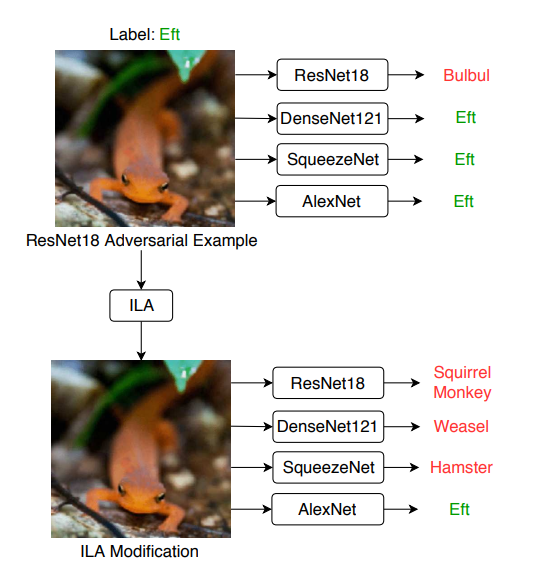 Label: Eft
ResNet18
Bulbul
DenseNet121
Eft
SqueezeNet
Eft
AlexNet
Eft
ResNet18 Adversarial Example
ILA
ResNet18
Squirrel
Monkey
DenseNet121
Weasel
SqueezeNet
Hamster
AlexNet
Eft
ILA Modification